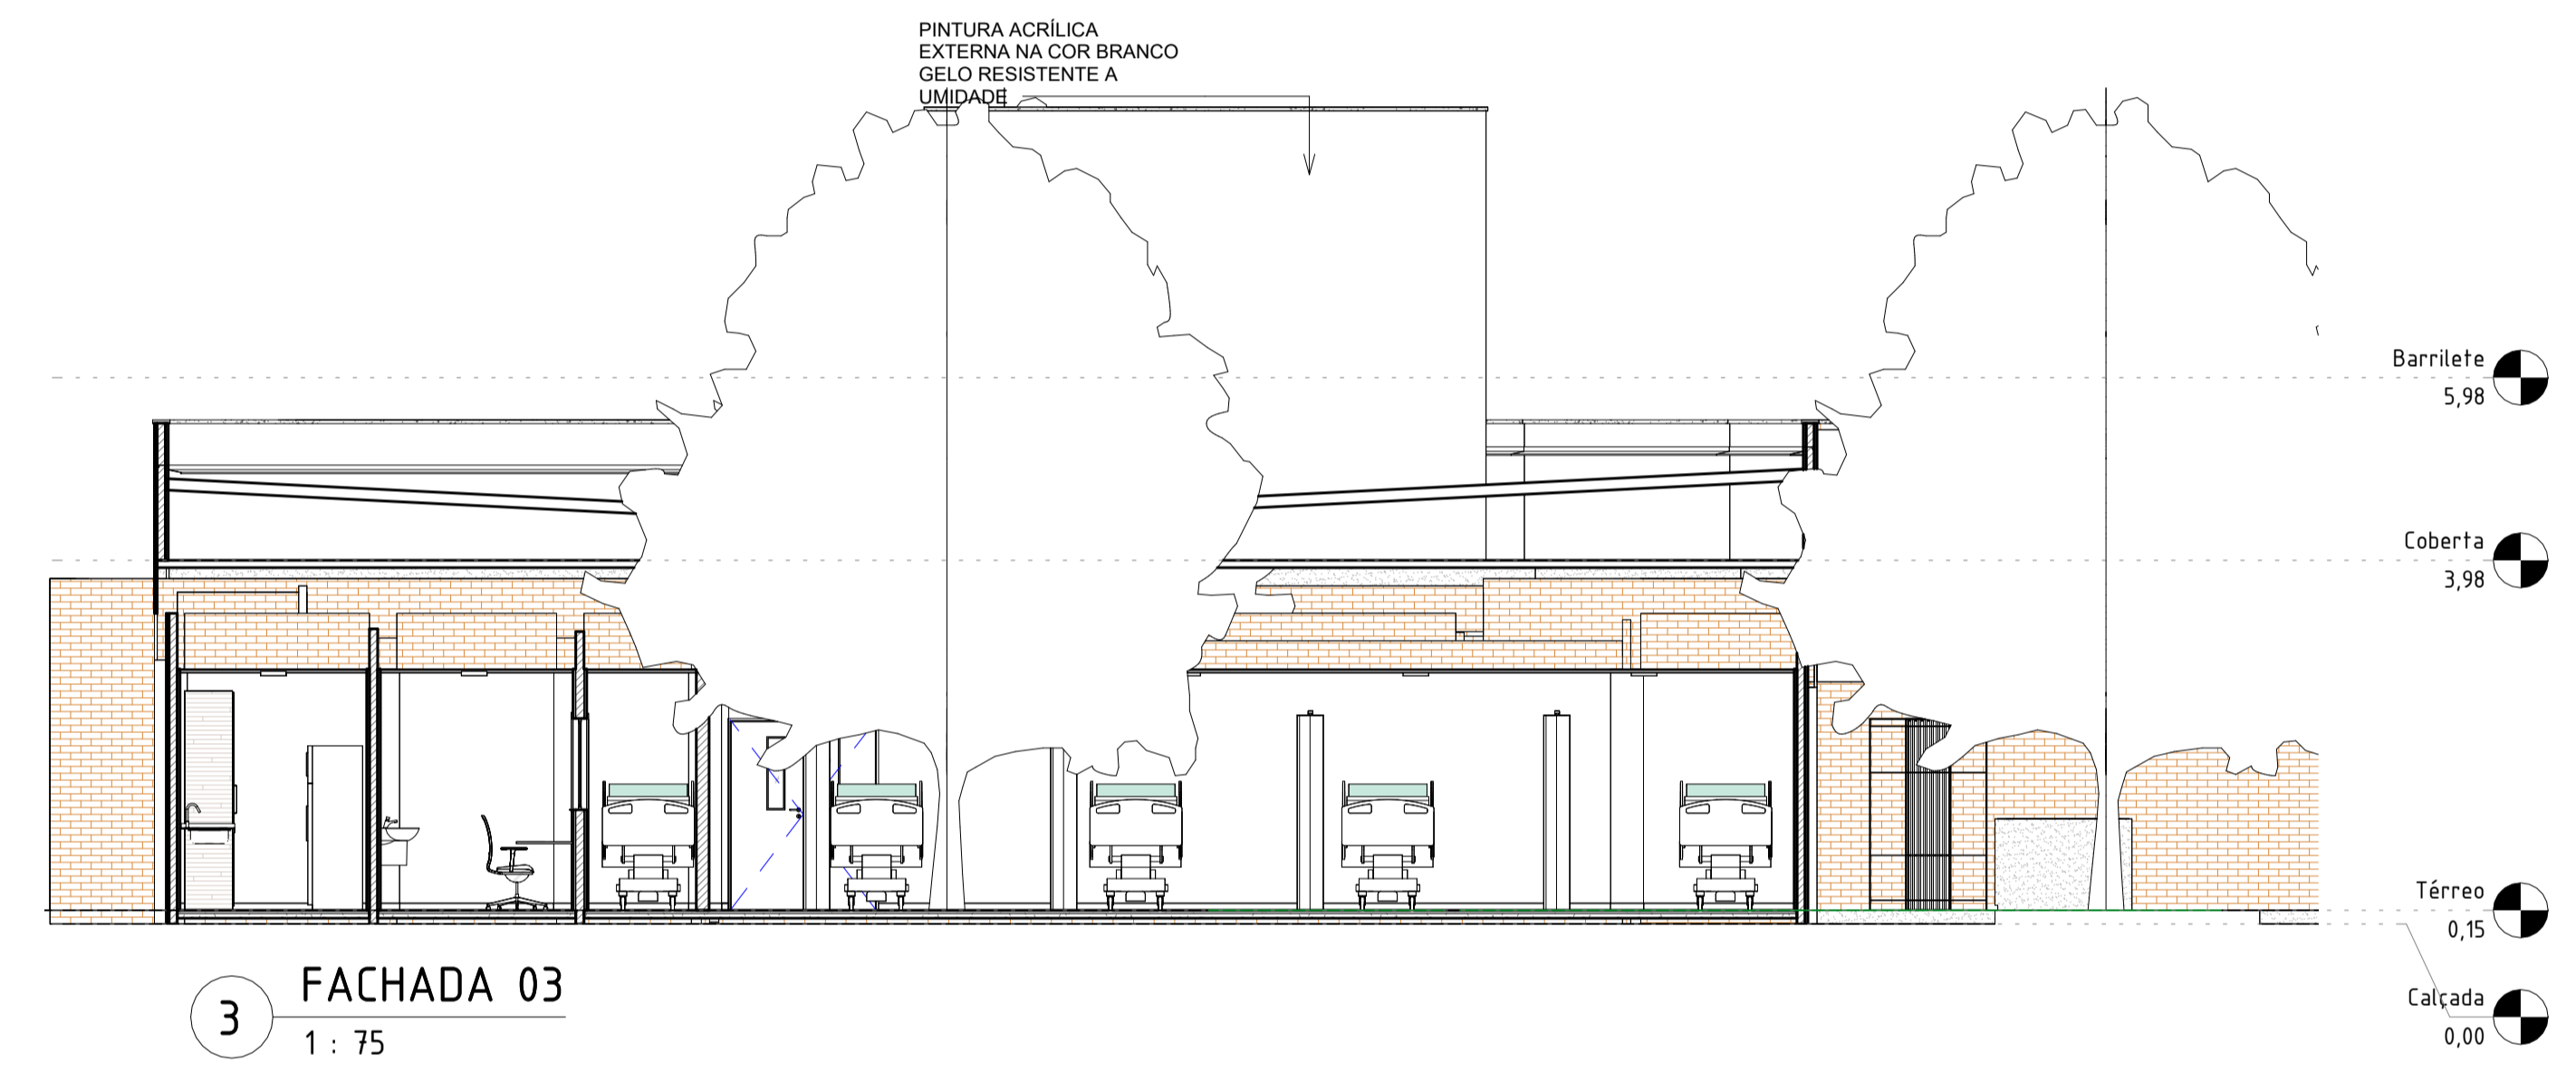 PINTURA ACRÍLICA
EXTERNA NA COR BRANCO
GELO RESISTENTE A
UMIDADE
Barrilete
5,98
Coberta
3,98
Térreo
0,15
Calçada
0,00
3
FACHADA 03
1 : 75